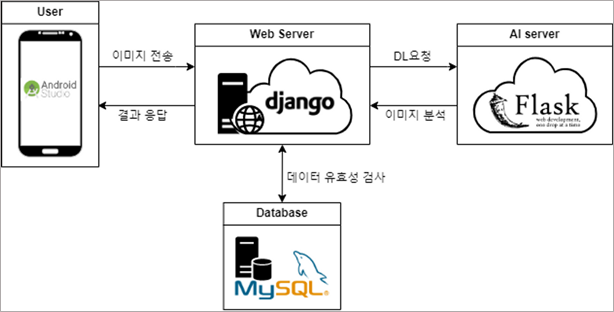 User
Android
Studio
이미지 전송
결과 응답
Web Server
django
DL요청
이미지 분석
AI server
Flask
web development,
one drop at a time
데이터 유효성 검사
Database
MySQL®